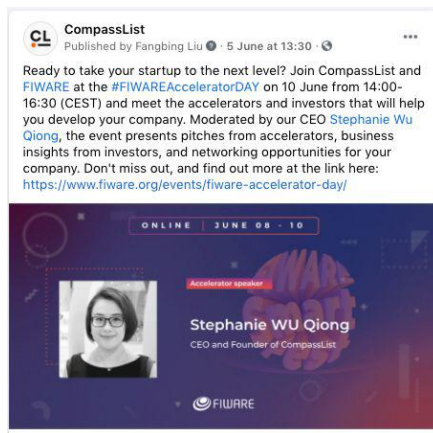 CL
CompassList
Published by Fangbing Liu · 5 June at 13:30 ·
Ready to take your startup to the next level? Join CompassList and
FIWARE at the #FIWAREAcceleratorDAY on 10 June from 14:00-
16:30 (CEST) and meet the accelerators and investors that will help
you develop your company. Moderated by our CEO Stephanie Wu
Qiong, the event presents pitches from accelerators, business
insights from investors, and networking opportunities for your
company. Don't miss out, and find out more at the link here:
https://www.fiware.org/events/fiware-accelerator-day/
ONLINE | JUNE 08 - 10
Accelerator speaker
Stephanie WU Qiong
CEO and Founder of CompassList
FIWARE